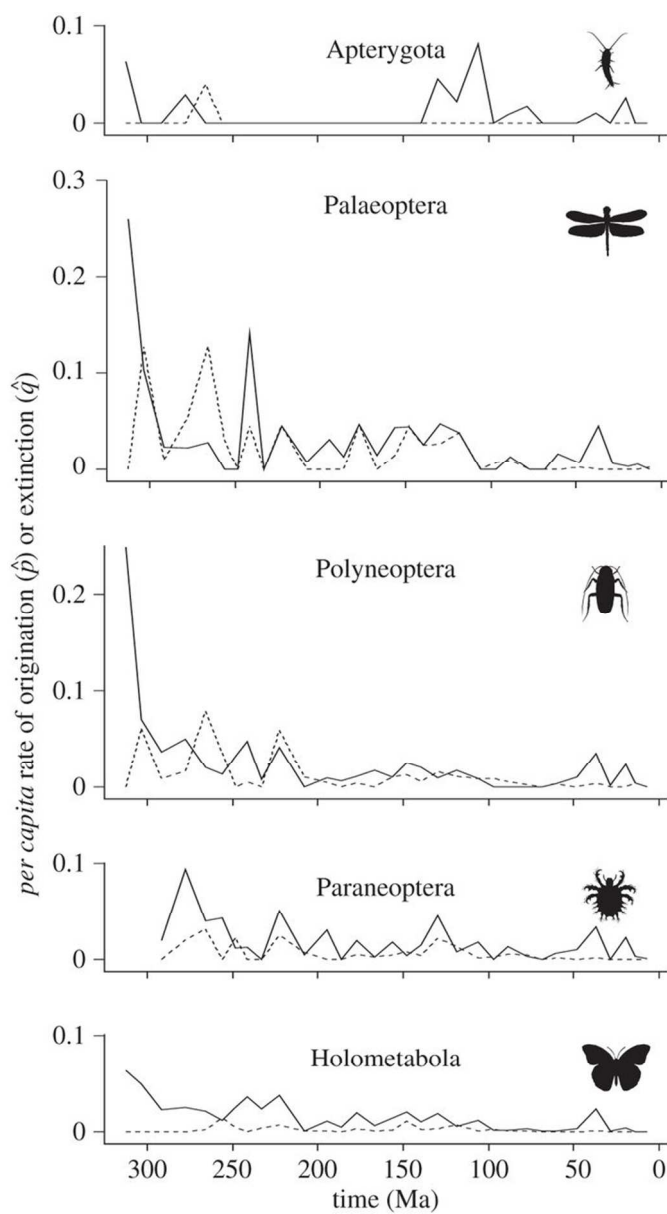 0.1
Apterygota
0
0.3
Palaeoptera
0.2
0.1
0
per capita rate of origination (p̂) or extinction (q̂)
Polyneoptera
0.2
0.1
0
0.1
Paraneoptera
0
0.1
Holometabola
0
300 250 200 150 100 50 0
time (Ma)